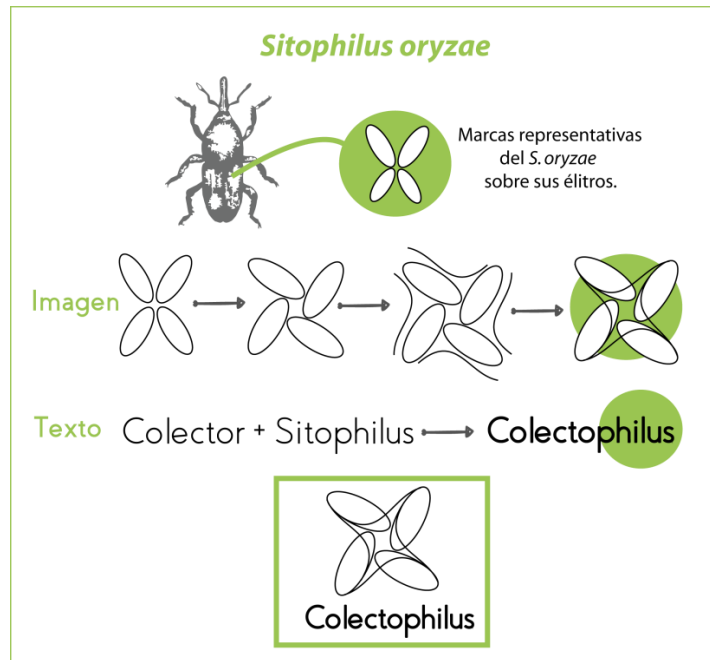 Sitophilus oryzae
Marcas representativas
del S. oryzae
sobre sus élitros.
Imagen
Texto Colector + Sitophilus Colectophilus
Colectophilus